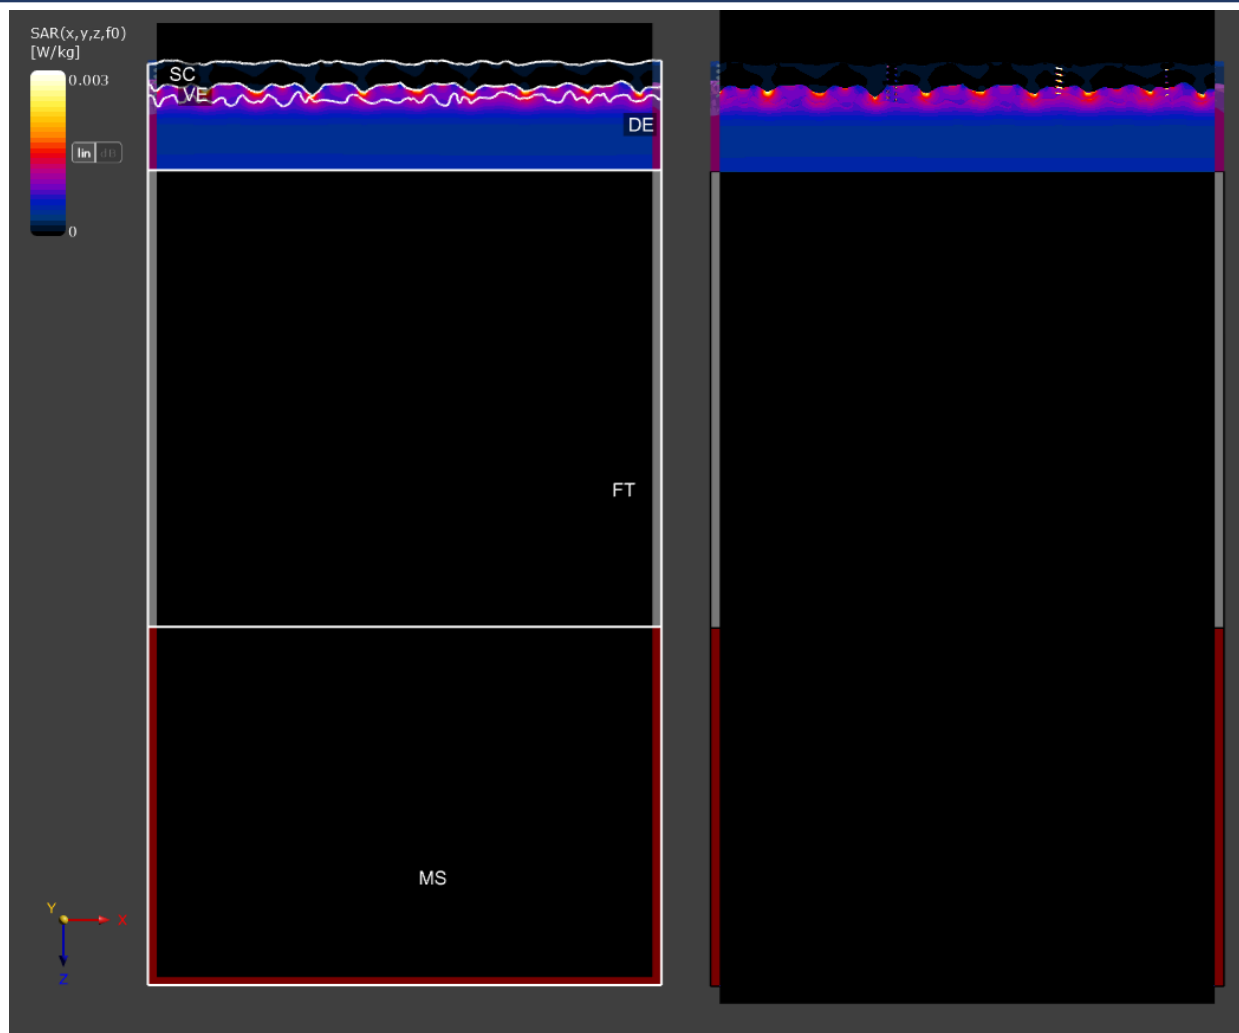 SAR(x,y,z,f0)
[W/kg]
0.003
lin dB
0
SC
VE
DE
FT
MS
Y
X
Z